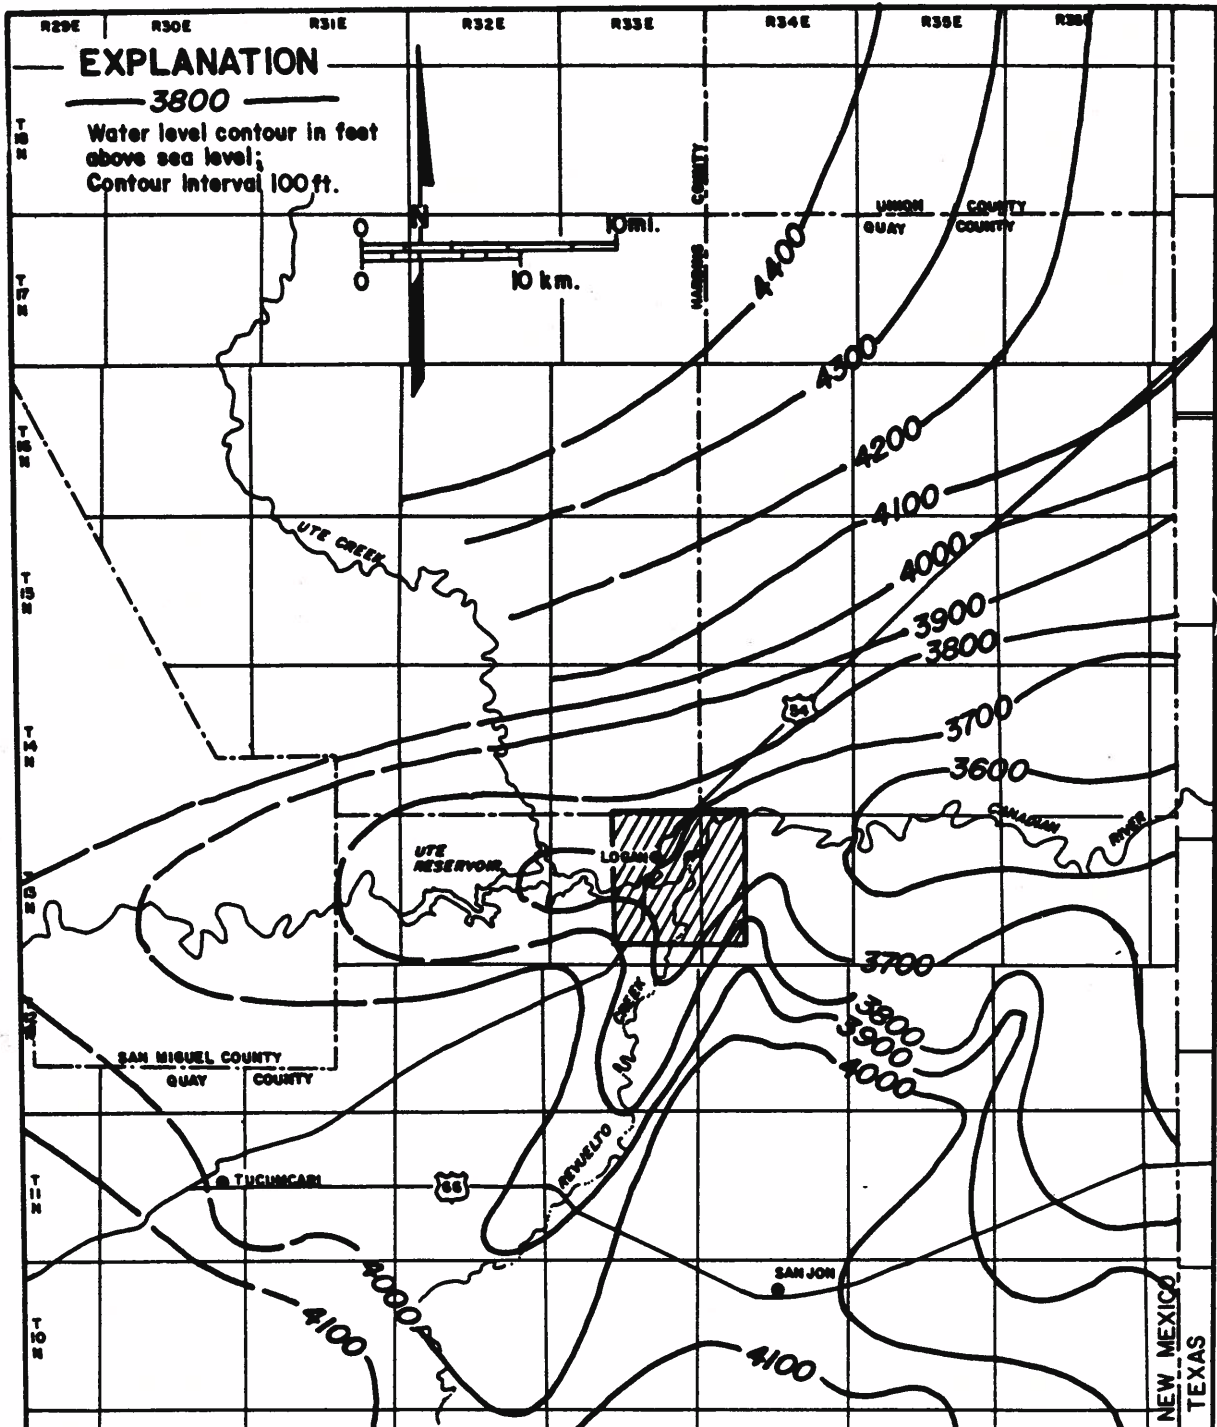 R29E R30E R31E R32E R33E R34E R35E R36E
EXPLANATION
3800
Water level contour in feet
above sea level;
Contour Interval 100 ft.
T
18
N
N
0 10 mi.
0 10 km.
HARDING COUNTY
UNION COUNTY
QUAY COUNTY
T
17
N
4400
4300
T
16
N
4200
4100
UTE CREEK
4000
T
15
N
3900
3800
54
3700
T
14
N
3600
CANADIAN RIVER
UTE
RESERVOIR
LOGAN
T
13
N
3700
CREEK
3800
3900
4000
SAN MIGUEL COUNTY
QUAY COUNTY
REVUELTO
TUCUMCARI
66
T
11
N
SAN JON
4000
4100
4100
T
10
N
NEW MEXICO
TEXAS